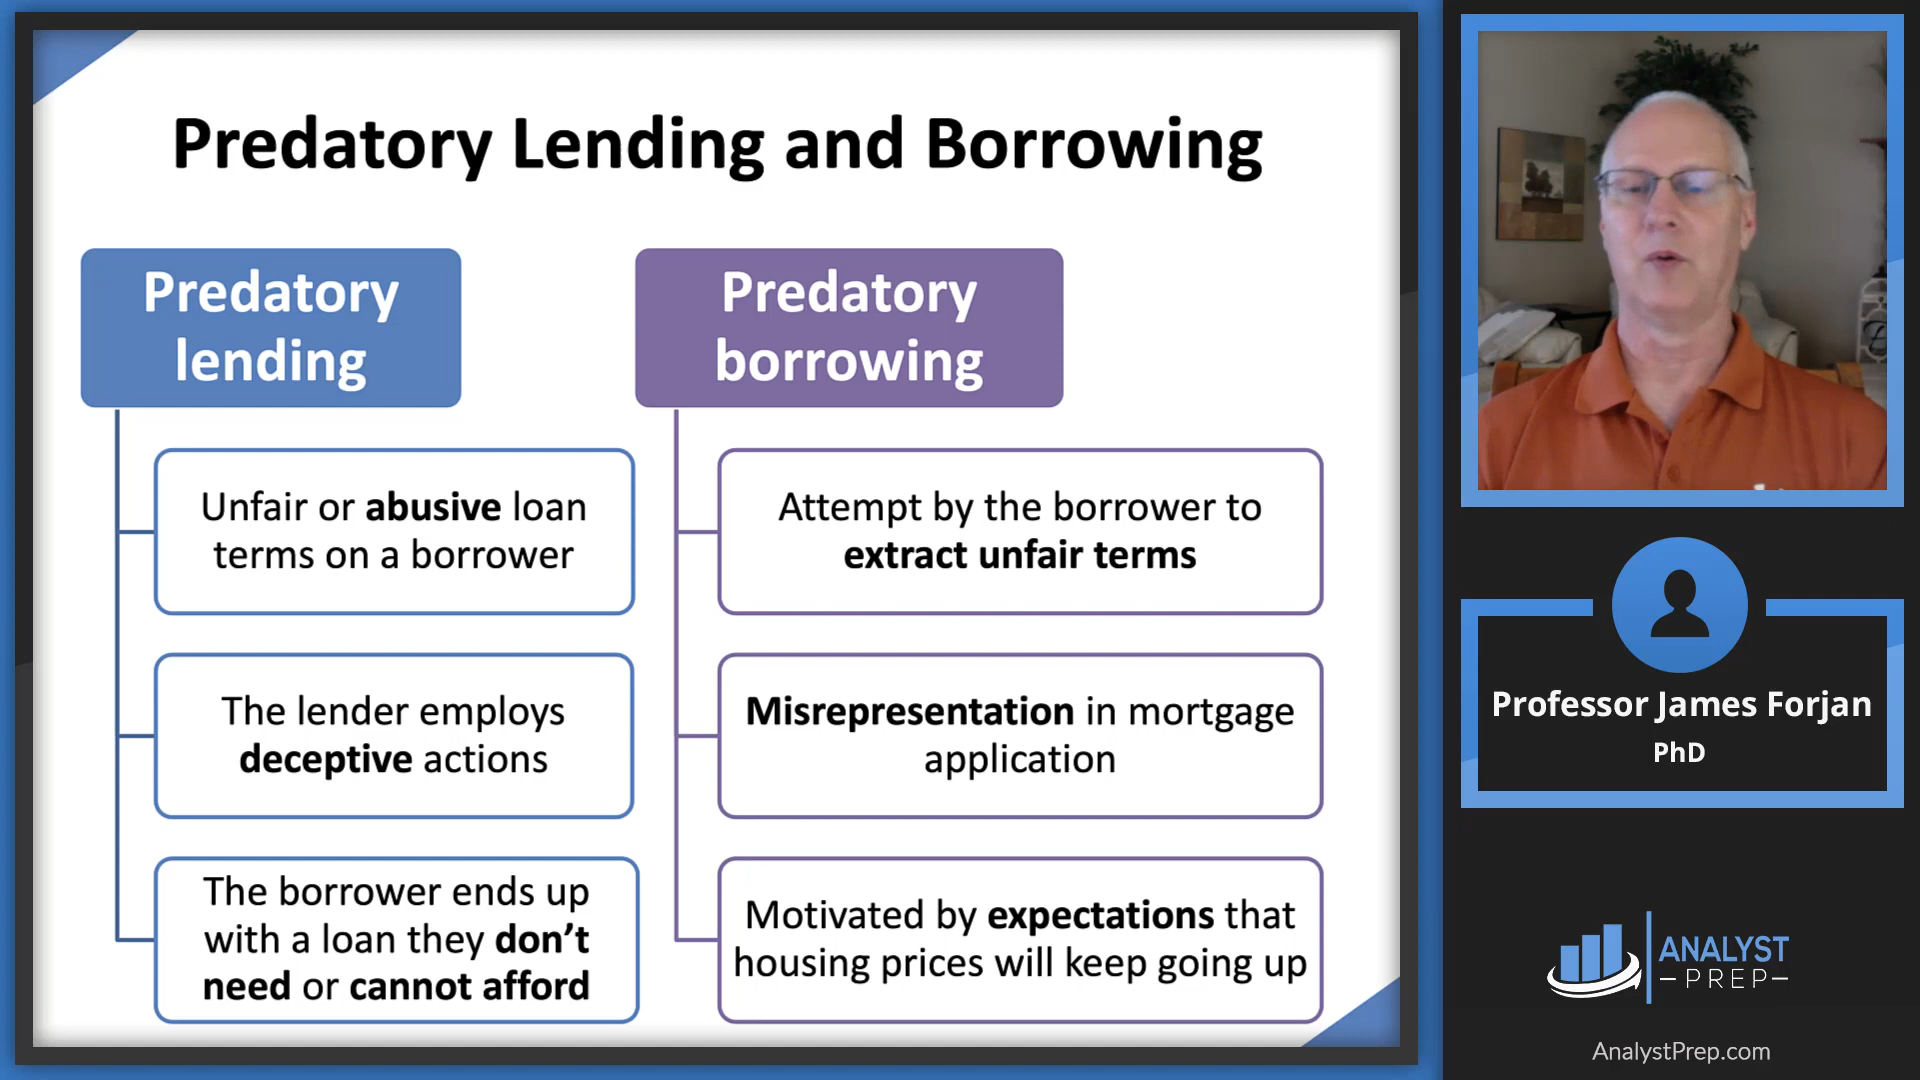 Predatory Lending and Borrowing
Predatory
lending
Unfair or abusive loan
terms on a borrower
The lender employs
deceptive actions
The borrower ends up
with a loan they don’t
need or cannot afford
Predatory
borrowing
Attempt by the borrower to
extract unfair terms
Misrepresentation in mortgage
application
Motivated by expectations that
housing prices will keep going up
Professor James Forjan
PhD
ANALYST
PREP
AnalystPrep.com